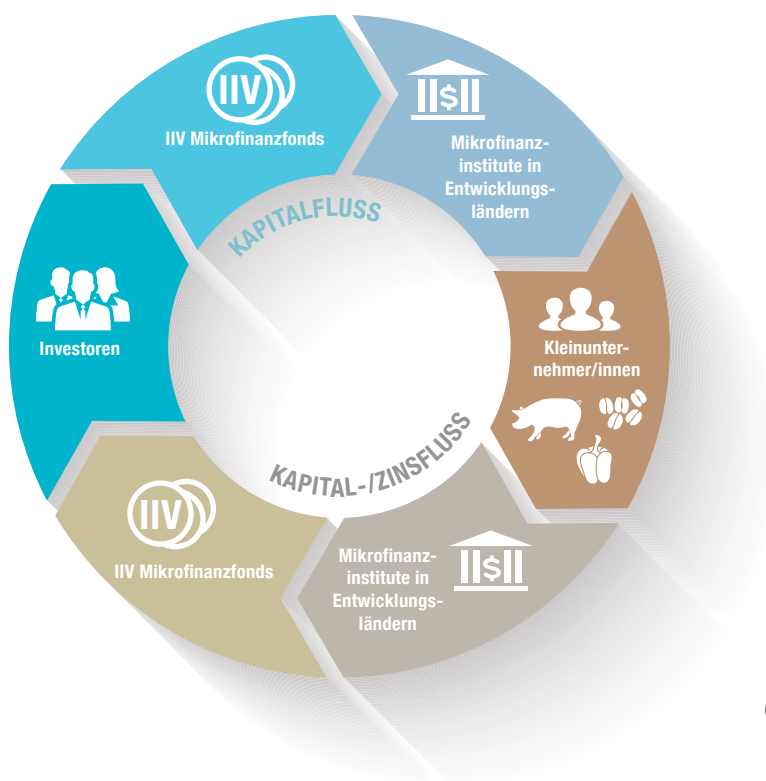 IIV
IIV Mikrofinanzfonds
II$II
Mikrofinanz-
institute in
Entwicklungs-
ländern
KAPITALFLUSS
Investoren
Kleinunter-
nehmer/innen
KAPITAL-/ZINSFLUSS
IIV
IIV Mikrofinanzfonds
Mikrofinanz-
institute in
Entwicklungs-
ländern
II$II